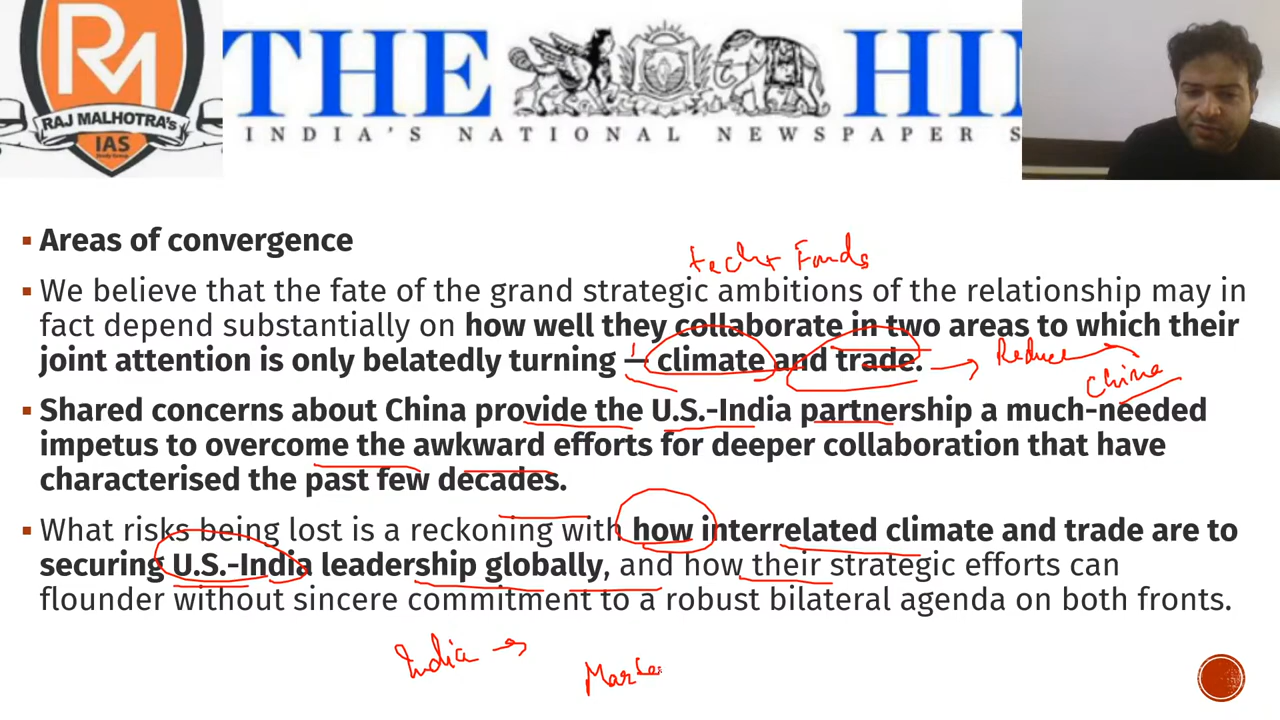 RM
RAJ MALHOTRA'S
IAS
Study Group
THE HI
INDIA'S NATIONAL NEWSPAPER S
▪ Areas of convergence
tech + Funds
▪ We believe that the fate of the grand strategic ambitions of the relationship may in
fact depend substantially on how well they collaborate in two areas to which their
joint attention is only belatedly turning — climate and trade.
→ Reduce
China
▪ Shared concerns about China provide the U.S.-India partnership a much-needed
impetus to overcome the awkward efforts for deeper collaboration that have
characterised the past few decades.
▪ What risks being lost is a reckoning with how interrelated climate and trade are to
securing U.S.-India leadership globally, and how their strategic efforts can
flounder without sincere commitment to a robust bilateral agenda on both fronts.
India →